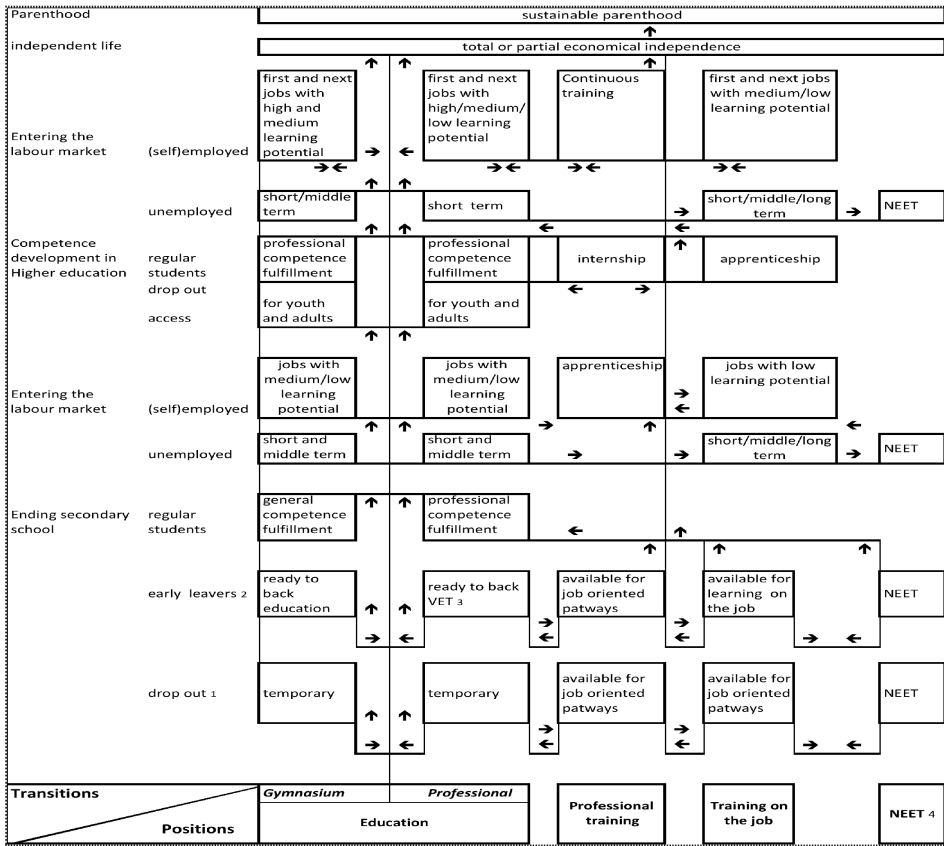 Parenthood
sustainable parenthood
independent life
total or partial economical independence
first and next
jobs with
high and
medium
learning
potential
first and next
jobs with
high/medium/
low learning
potential
Continuous
training
first and next jobs
with medium/low
learning potential
Entering the
labour market
(self)employed
unemployed
short/middle
term
short term
short/middle/long
term
NEET
Competence
development in
Higher education
regular
students
drop out
access
professional
competence
fulfillment
professional
competence
fulfillment
internship
apprenticeship
for youth
and adults
for youth and
adults
Entering the
labour market
(self)employed
jobs with
medium/low
learning
potential
jobs with
medium/low
learning
potential
apprenticeship
jobs with low
learning potential
unemployed
short and
middle term
short and
middle term
short/middle/long
term
NEET
Ending secondary
school
regular
students
general
competence
fulfillment
professional
competence
fulfillment
early leavers 2
ready to
back
education
ready to back
VET 3
available for
job oriented
patways
available for
learning on
the job
NEET
drop out 1
temporary
temporary
available for
job oriented
patways
available for
job oriented
patways
NEET
Transitions
Positions
Gymnasium
Professional
Education
Professional
training
Training on
the job
NEET 4